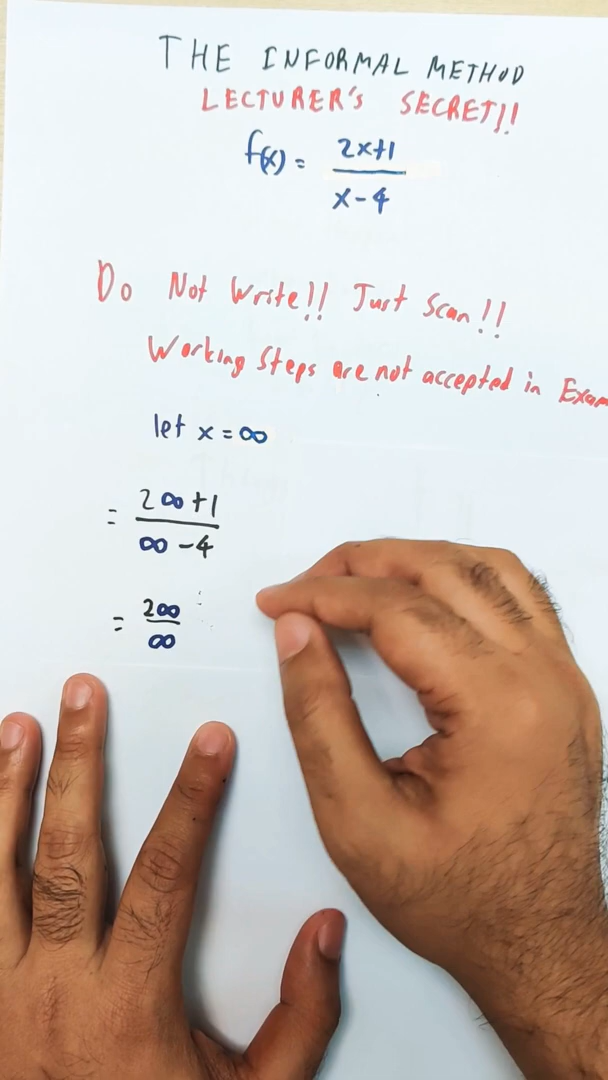 THE INFORMAL METHOD
LECTURER'S SECRET!!
f(x) = 2x+1 / x-4
Do Not Write!! Just Scan!!
Working Steps are not accepted in Exam
let x = ∞
= 2∞+1 / ∞-4
= 2∞ / ∞